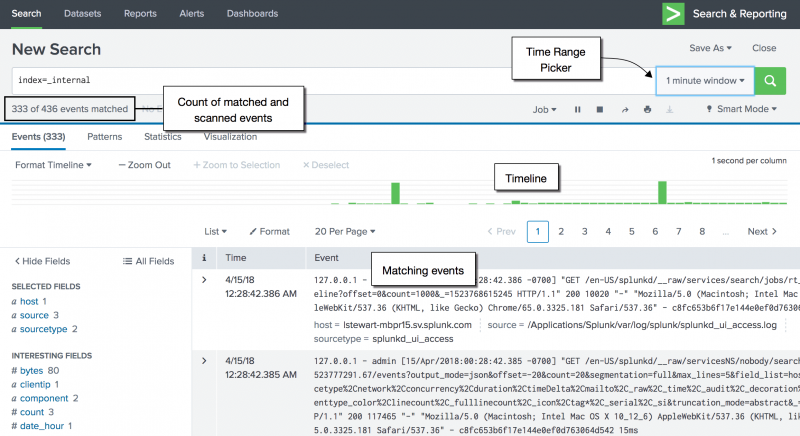 Search Datasets Reports Alerts Dashboards Search & Reporting
New Search
Time Range
Picker
Save As Close
index=_internal
1 minute window
333 of 436 events matched
Count of matched and
scanned events
Job
Smart Mode
Events (333) Patterns Statistics Visualization
Format Timeline — Zoom Out + Zoom to Selection × Deselect
1 second per column
Timeline
List Format 20 Per Page < Prev 1 2 3 4 5 6 7 8 ... Next >
< Hide Fields All Fields
i Time Event
Matching events
SELECTED FIELDS
a host 1
a source 3
a sourcetype 2
INTERESTING FIELDS
# bytes 80
a clientip 1
a component 2
# count 3
# date_hour 1
> 4/15/18
12:28:42.386 AM
127.0.0.1 - [15/Apr/2018:00:28:42.386 -0700] "GET /en-US/splunkd/__raw/services/search/jobs/rt_
eline?offset=0&count=1000&_=1523768615245 HTTP/1.1" 200 10020 "-" "Mozilla/5.0 (Macintosh; Intel Mac
leWebKit/537.36 (KHTML, like Gecko) Chrome/65.0.3325.181 Safari/537.36" - c8fc653b6f17e144e0ef0d76304
host = lstewart-mbpr15.sv.splunk.com source = /Applications/Splunk/var/log/splunk/splunkd_ui_access.log
sourcetype = splunkd_ui_access
> 4/15/18
12:28:42.385 AM
127.0.0.1 - admin [15/Apr/2018:00:28:42.385 -0700] "GET /en-US/splunkd/__raw/servicesNS/nobody/search
523777291.67/events?output_mode=json&offset=-20&count=20&segmentation=full&max_lines=5&field_list=hos
cetype%2Cnetwork%2Cconcurrency%2Cduration%2CtimeDelta%2Cmailto%2C_raw%2C_time%2C_audit%2C_decoration%
enttype_color%2Clinecount%2C_fulllinecount%2C_icon%2Ctag*%2C_serial%2C_si&truncation_mode=abstract&_=
P/1.1" 200 117465 "-" "Mozilla/5.0 (Macintosh; Intel Mac OS X 10_12_6) AppleWebKit/537.36 (KHTML, lik
5.0.3325.181 Safari/537.36" - c8fc653b6f17e144e0ef0d76304d542 15ms